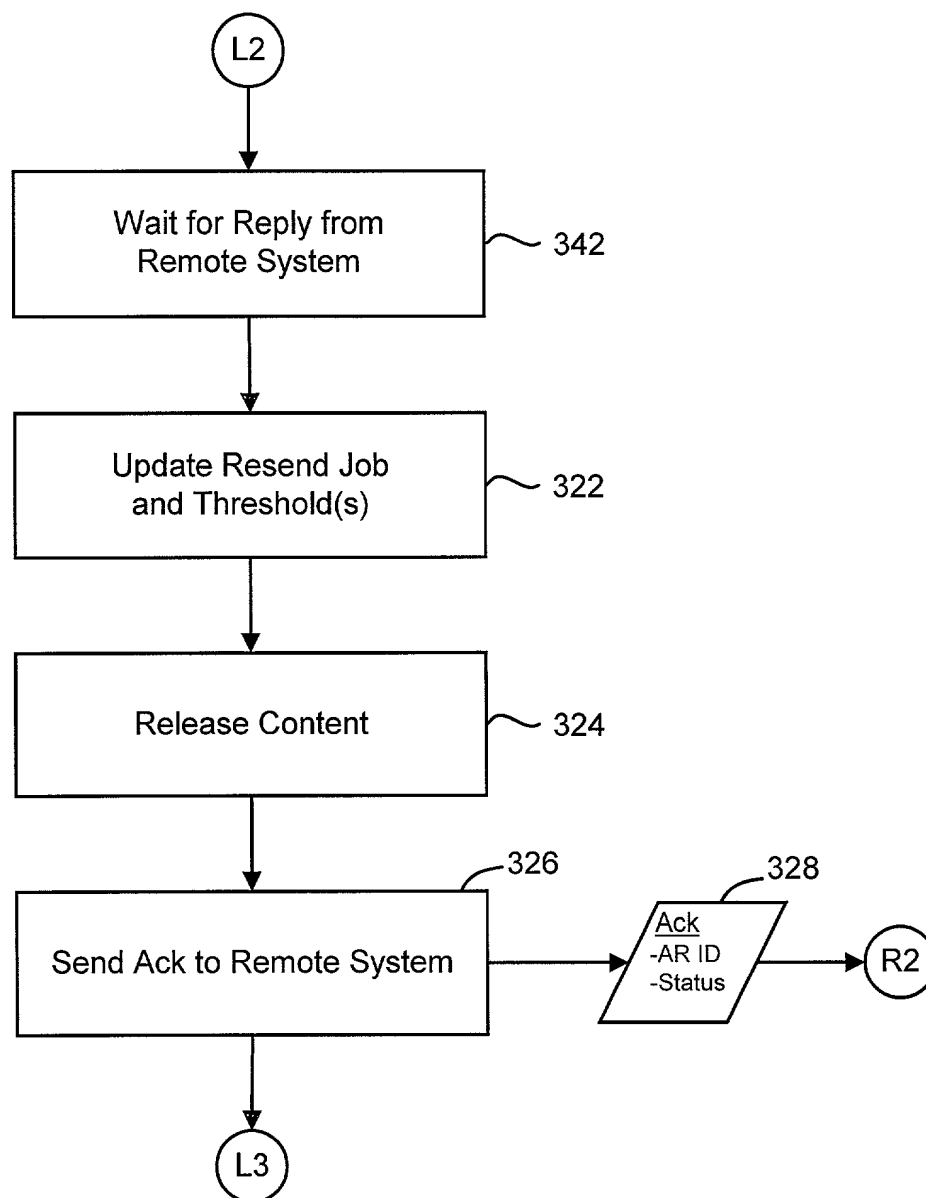 L2
Wait for Reply from
Remote System
342
Update Resend Job
and Threshold(s)
322
Release Content
324
326
Send Ack to Remote System
328
Ack
-AR ID
-Status
R2
L3